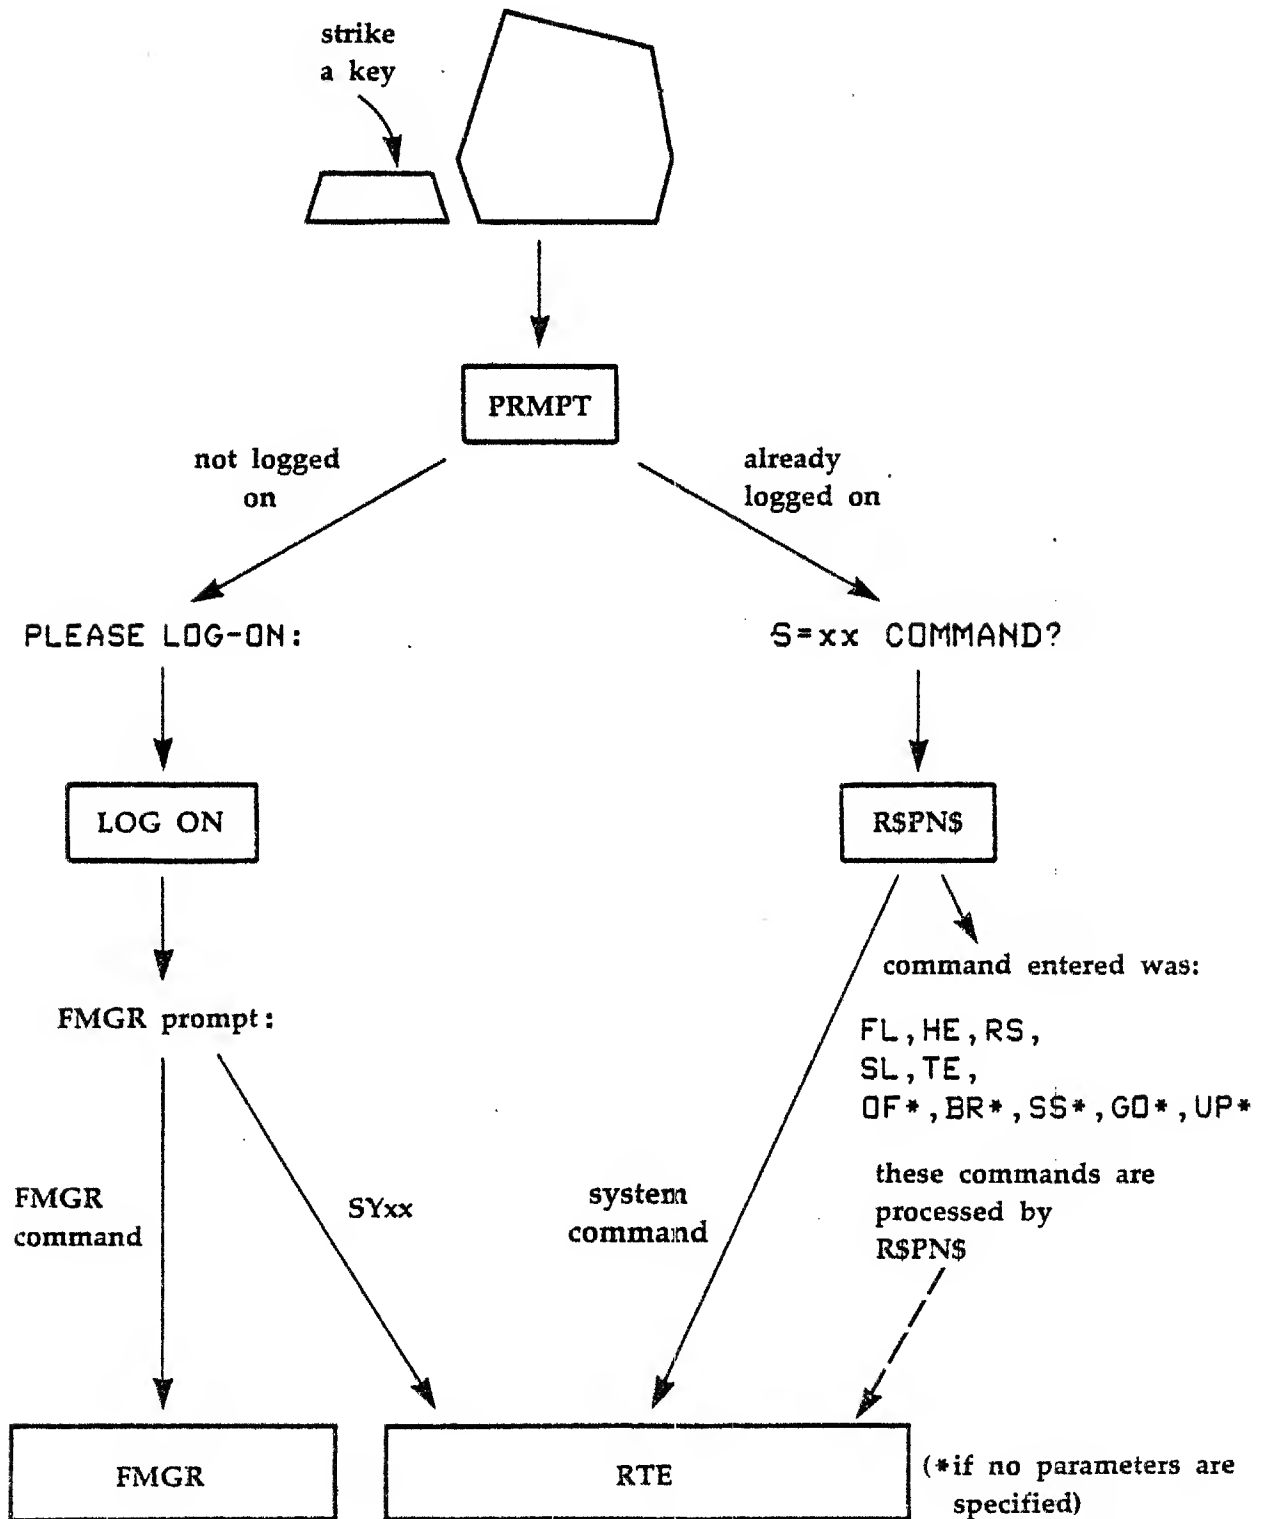 strike
a key
PRMPT
not logged
on
already
logged on
PLEASE LOG-ON:
S=xx COMMAND?
LOG ON
R$PN$
command entered was:
FMGR prompt:
FL,HE,RS,
SL,TE,
OF*,BR*,SS*,GO*,UP*
these commands are
processed by
R$PN$
FMGR
command
SYxx
system
command
FMGR
RTE
(*if no parameters are
specified)